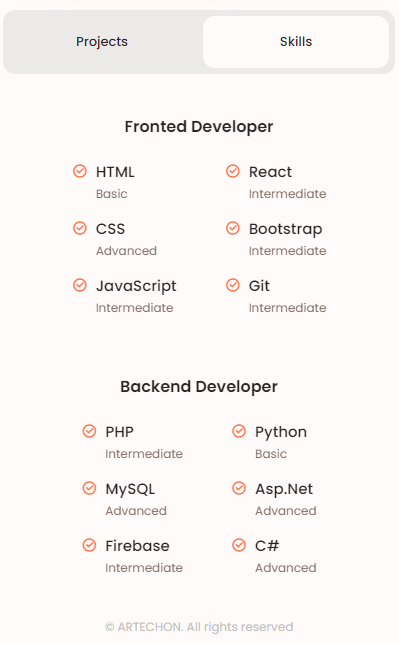 Projects
Skills
Fronted Developer
HTML
Basic
React
Intermediate
CSS
Advanced
Bootstrap
Intermediate
JavaScript
Intermediate
Git
Intermediate
Backend Developer
PHP
Intermediate
Python
Basic
MySQL
Advanced
Asp.Net
Advanced
Firebase
Intermediate
C#
Advanced
© ARTECHON. All rights reserved